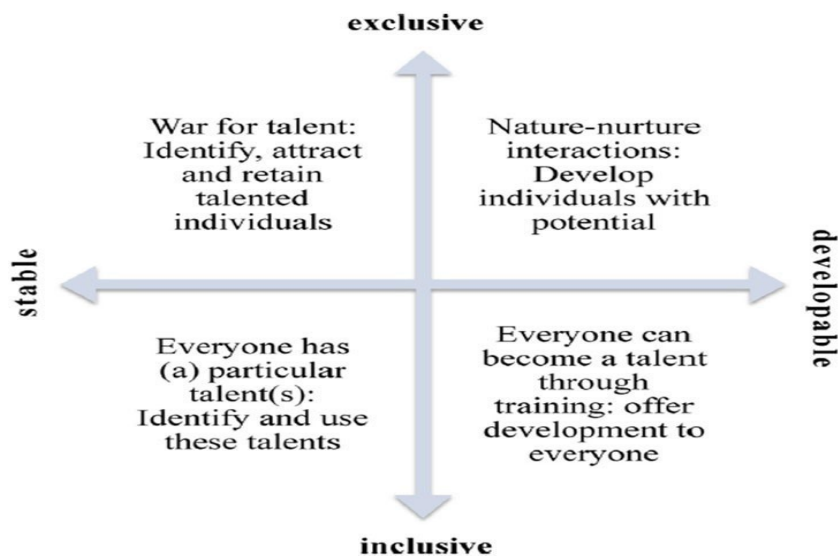 exclusive
War for talent:
Identify, attract
and retain
talented
individuals
Nature-nurture
interactions:
Develop
individuals with
potential
stable
developable
Everyone has
(a) particular
talent(s):
Identify and use
these talents
Everyone can
become a talent
through
training: offer
development to
everyone
inclusive